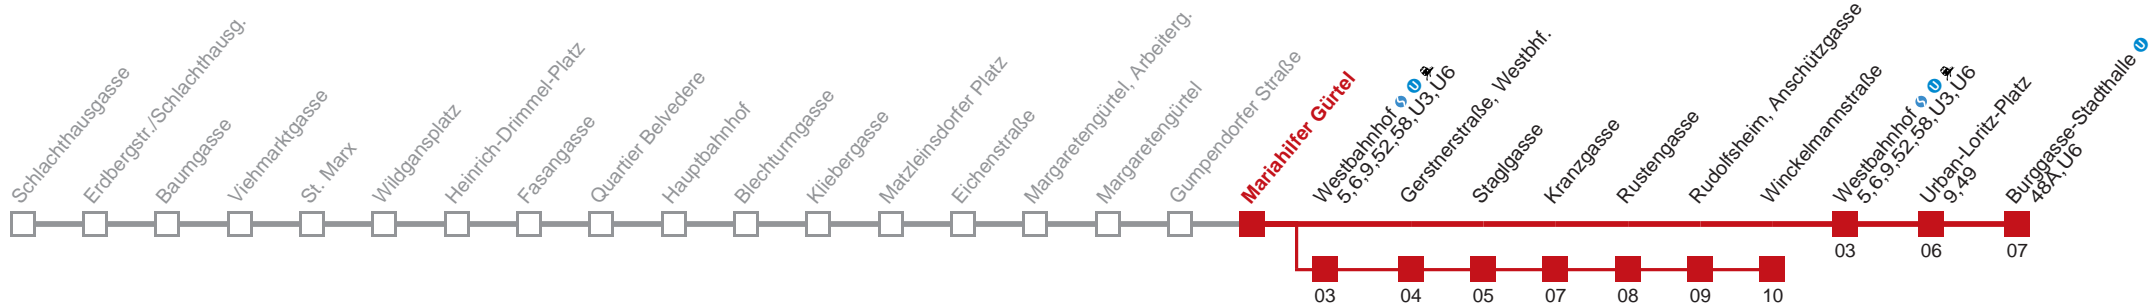 Schlachthausgasse
Erdbergstr./Schlachthausg.
Baumgasse
Viehmarktgasse
St. Marx
Wildgansplatz
Heinrich-Drimmel-Platz
Fasangasse
Quartier Belvedere
Hauptbahnhof
Blechturmgasse
Kliebergasse
Matzleinsdorfer Platz
Eichenstraße
Margaretengürtel, Arbeiterg.
Margaretengürtel
Gumpendorfer Straße
Mariahilfer Gürtel
Westbahnhof S U
5,6,9,52,58,U3,U6
Gerstnerstraße, Westbhf.
Staglgasse
Kranzgasse
Rustengasse
Rudolfsheim, Anschützgasse
Winckelmannstraße
Westbahnhof S U
5,6,9,52,58,U3,U6
Urban-Loritz-Platz
9,49
Burggasse-Stadthalle U
48A,U6
03 06 07
03 04 05 07 08 09 10